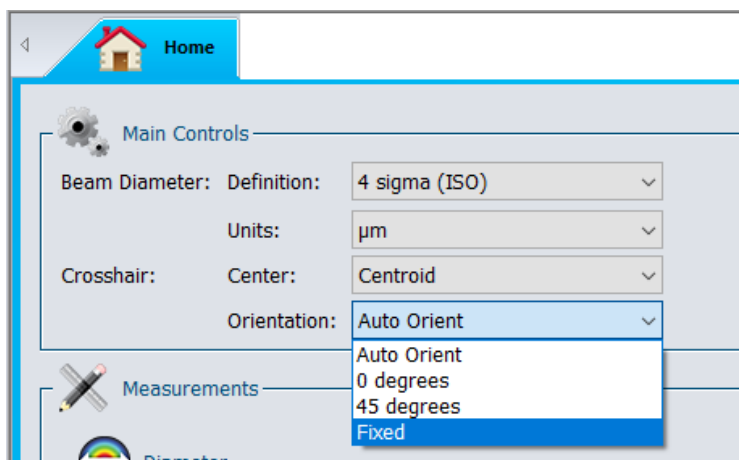 Home
Main Controls
Beam Diameter: Definition: 4 sigma (ISO)
Units: µm
Crosshair: Center: Centroid
Orientation: Auto Orient
Auto Orient
0 degrees
45 degrees
Fixed
Measurements
Diameter